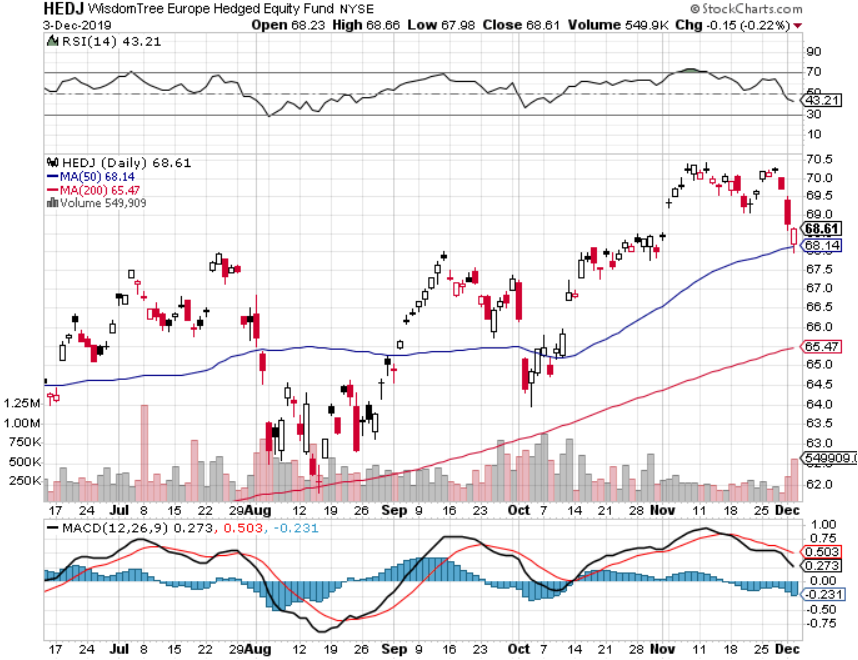 HEDJ WisdomTree Europe Hedged Equity Fund NYSE © StockCharts.com
3-Dec-2019 Open 68.23 High 68.66 Low 67.98 Close 68.61 Volume 549.9K Chg -0.15 (-0.22%)
RSI(14) 43.21
90
70
50
43.21
30
10
HEDJ (Daily) 68.61
MA(50) 68.14
MA(200) 65.47
Volume 549,909
70.5
70.0
69.5
69.0
68.61
68.14
67.5
67.0
66.5
66.0
65.47
65.0
64.5
64.0
63.5
63.0
549909.0
62.0
1.25M
1.00M
750K
500K
250K
17 24 Jul 8 15 22 29 Aug 12 19 26 Sep 9 16 23 Oct 7 14 21 28 Nov 11 18 25 Dec
MACD(12,26,9) 0.273, 0.503, -0.231
1.00
0.75
0.503
0.273
0.00
-0.231
-0.50
-0.75
17 24 Jul 8 15 22 29 Aug 12 19 26 Sep 9 16 23 Oct 7 14 21 28 Nov 11 18 25 Dec